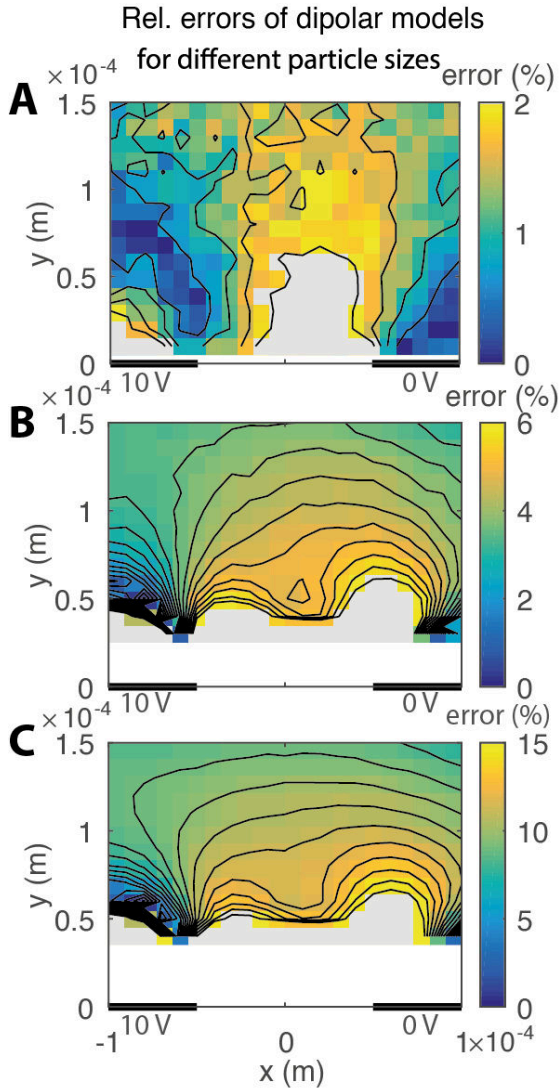 Rel. errors of dipolar models
for different particle sizes
× 10⁻⁴
error (%)
A
1.5
1
0.5
0
y (m)
2
1
0
10 V
0 V
× 10⁻⁴
error (%)
B
1.5
1
0.5
0
y (m)
6
4
2
0
10 V
0 V
× 10⁻⁴
error (%)
C
1.5
1
0.5
0
y (m)
15
10
5
0
10 V
0 V
-1
0
1×10⁻⁴
x (m)